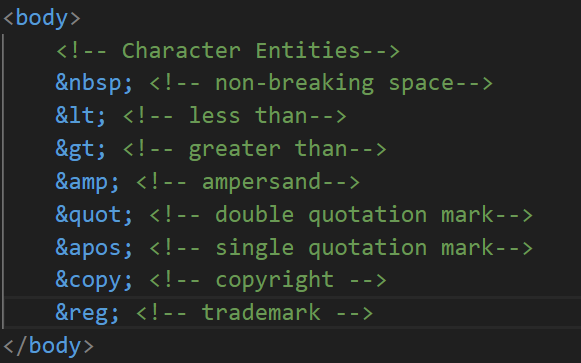 <body>
<!-- Character Entities-->
&nbsp; <!-- non-breaking space-->
&lt; <!-- less than-->
&gt; <!-- greater than-->
&amp; <!-- ampersand-->
&quot; <!-- double quotation mark-->
&apos; <!-- single quotation mark-->
&copy; <!-- copyright -->
&reg; <!-- trademark -->
</body>